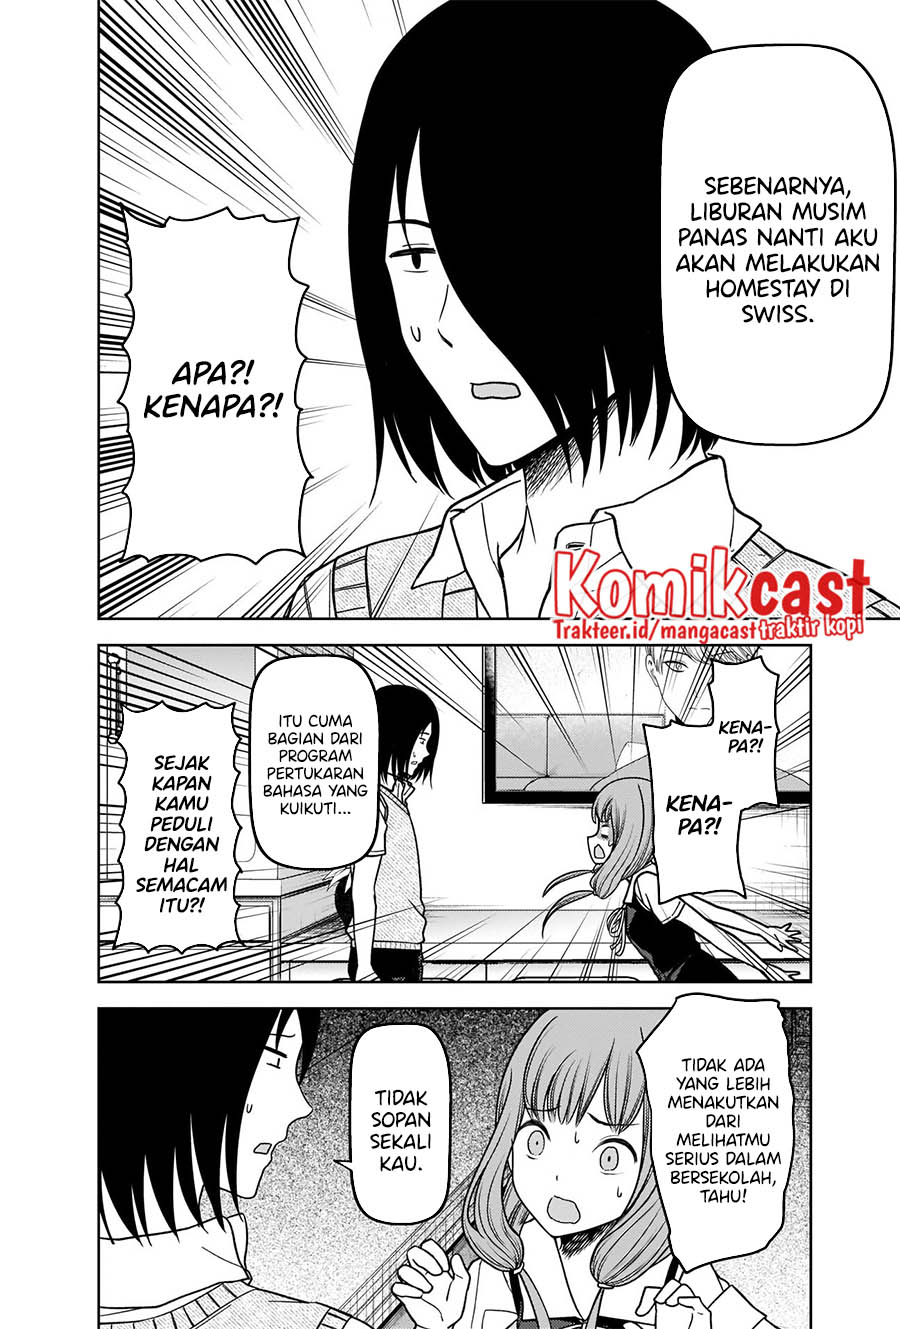 SEBENARNYA,
LIBURAN MUSIM
PANAS NANTI AKU
AKAN MELAKUKAN
HOMESTAY DI
SWISS.
APA?!
KENAPA?!
Komikcast
Trakteer.id/mangacast traktir kopi
KENA-
PA?!
KENA-
PA?!
ITU CUMA
BAGIAN DARI
PROGRAM
PERTUKARAN
BAHASA YANG
KUIKUTI...
SEJAK
KAPAN
KAMU
PEDULI
DENGAN
HAL
SEMACAM
ITU?!
TIDAK ADA
YANG LEBIH
MENAKUTKAN
DARI
MELIHATMU
SERIUS DALAM
BERSEKOLAH,
TAHU!
TIDAK
SOPAN
SEKALI
KAU.